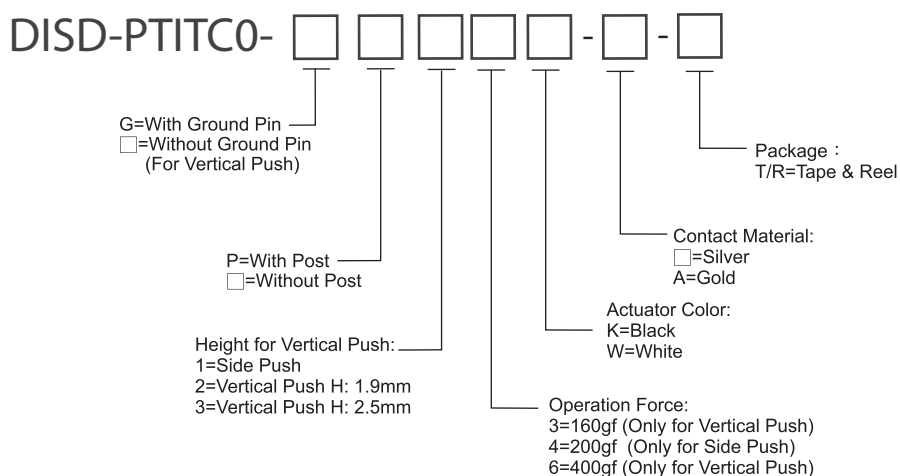 DISD-PTITC0-□□□□□-□-□
G=With Ground Pin
□=Without Ground Pin
(For Vertical Push)
Package：
T/R=Tape & Reel
Contact Material:
□=Silver
A=Gold
P=With Post
□=Without Post
Actuator Color:
K=Black
W=White
Height for Vertical Push:
1=Side Push
2=Vertical Push H: 1.9mm
3=Vertical Push H: 2.5mm
Operation Force:
3=160gf (Only for Vertical Push)
4=200gf (Only for Side Push)
6=400gf (Only for Vertical Push)